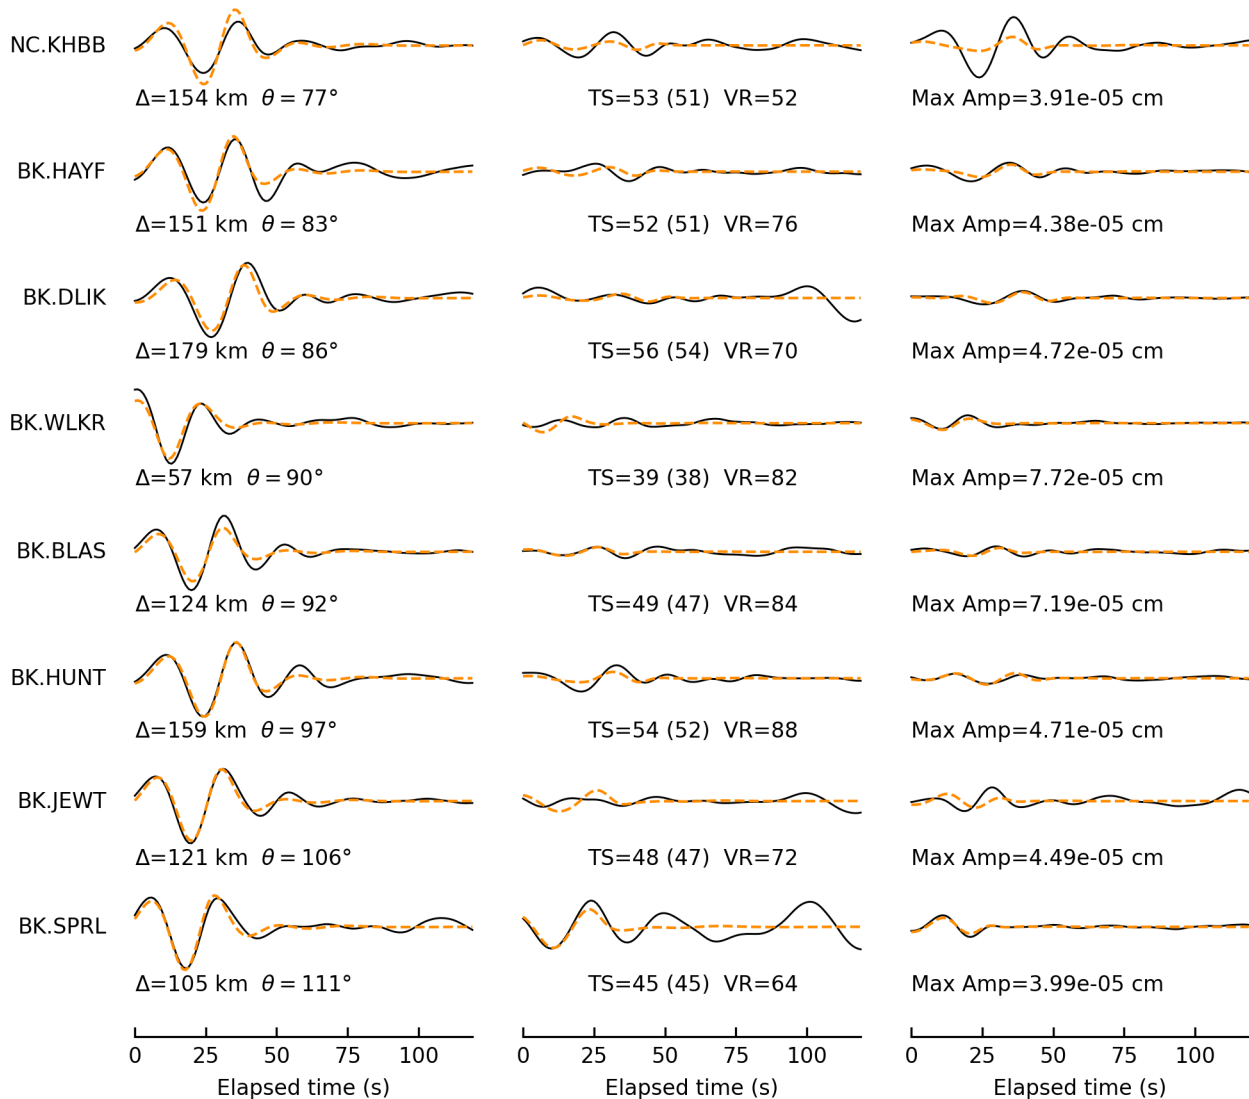 NC.KHBB
Δ=154 km θ = 77° TS=53 (51) VR=52 Max Amp=3.91e-05 cm
BK.HAYF
Δ=151 km θ = 83° TS=52 (51) VR=76 Max Amp=4.38e-05 cm
BK.DLIK
Δ=179 km θ = 86° TS=56 (54) VR=70 Max Amp=4.72e-05 cm
BK.WLKR
Δ=57 km θ = 90° TS=39 (38) VR=82 Max Amp=7.72e-05 cm
BK.BLAS
Δ=124 km θ = 92° TS=49 (47) VR=84 Max Amp=7.19e-05 cm
BK.HUNT
Δ=159 km θ = 97° TS=54 (52) VR=88 Max Amp=4.71e-05 cm
BK.JEWT
Δ=121 km θ = 106° TS=48 (47) VR=72 Max Amp=4.49e-05 cm
BK.SPRL
Δ=105 km θ = 111° TS=45 (45) VR=64 Max Amp=3.99e-05 cm
0 25 50 75 100 0 25 50 75 100 0 25 50 75 100
Elapsed time (s) Elapsed time (s) Elapsed time (s)